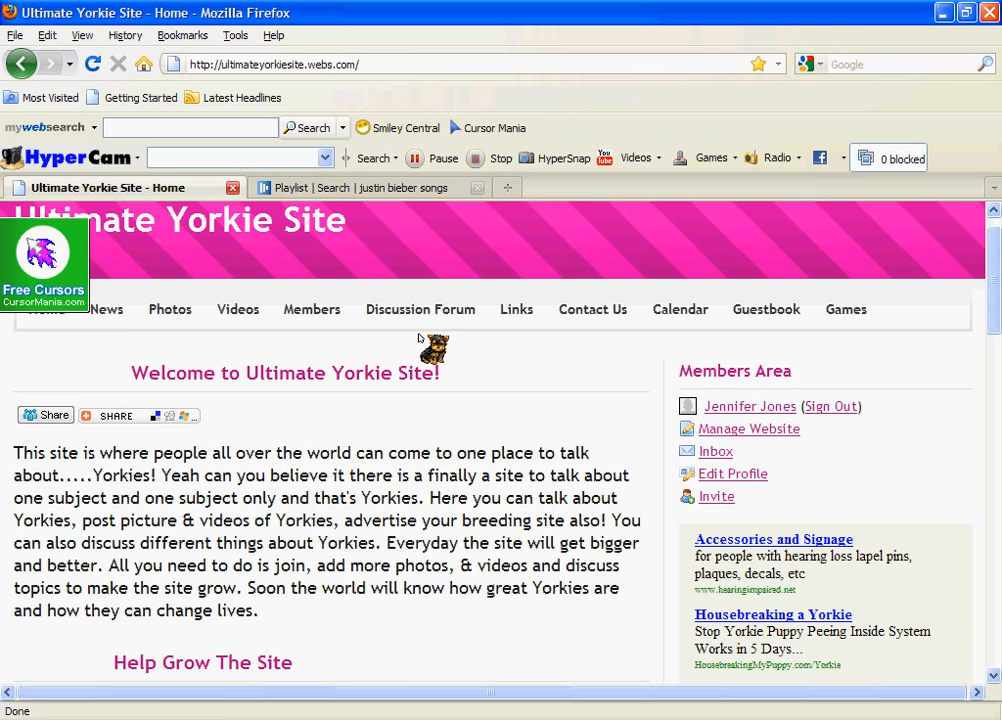 Ultimate Yorkie Site - Home - Mozilla Firefox
File Edit View History Bookmarks Tools Help
http://ultimateyorkiesite.webs.com/ Google
Most Visited Getting Started Latest Headlines
mywebsearch Search Smiley Central Cursor Mania
HyperCam Search Pause Stop HyperSnap You Tube Videos Games Radio 0 blocked
Ultimate Yorkie Site - Home Playlist | Search | justin bieber songs
Ultimate Yorkie Site
Free Cursors
CursorMania.com
News Photos Videos Members Discussion Forum Links Contact Us Calendar Guestbook Games
Welcome to Ultimate Yorkie Site!
Share SHARE ...
This site is where people all over the world can come to one place to talk
about.....Yorkies! Yeah can you believe it there is a finally a site to talk about
one subject and one subject only and that's Yorkies. Here you can talk about
Yorkies, post picture & videos of Yorkies, advertise your breeding site also! You
can also discuss different things about Yorkies. Everyday the site will get bigger
and better. All you need to do is join, add more photos, & videos and discuss
topics to make the site grow. Soon the world will know how great Yorkies are
and how they can change lives.
Help Grow The Site
Members Area
Jennifer Jones (Sign Out)
Manage Website
Inbox
Edit Profile
Invite
Accessories and Signage
for people with hearing loss lapel pins,
plaques, decals, etc
www.hearingimpaired.net
Housebreaking a Yorkie
Stop Yorkie Puppy Peeing Inside System
Works in 5 Days...
HousebreakingMyPuppy.com/Yorkie
Done